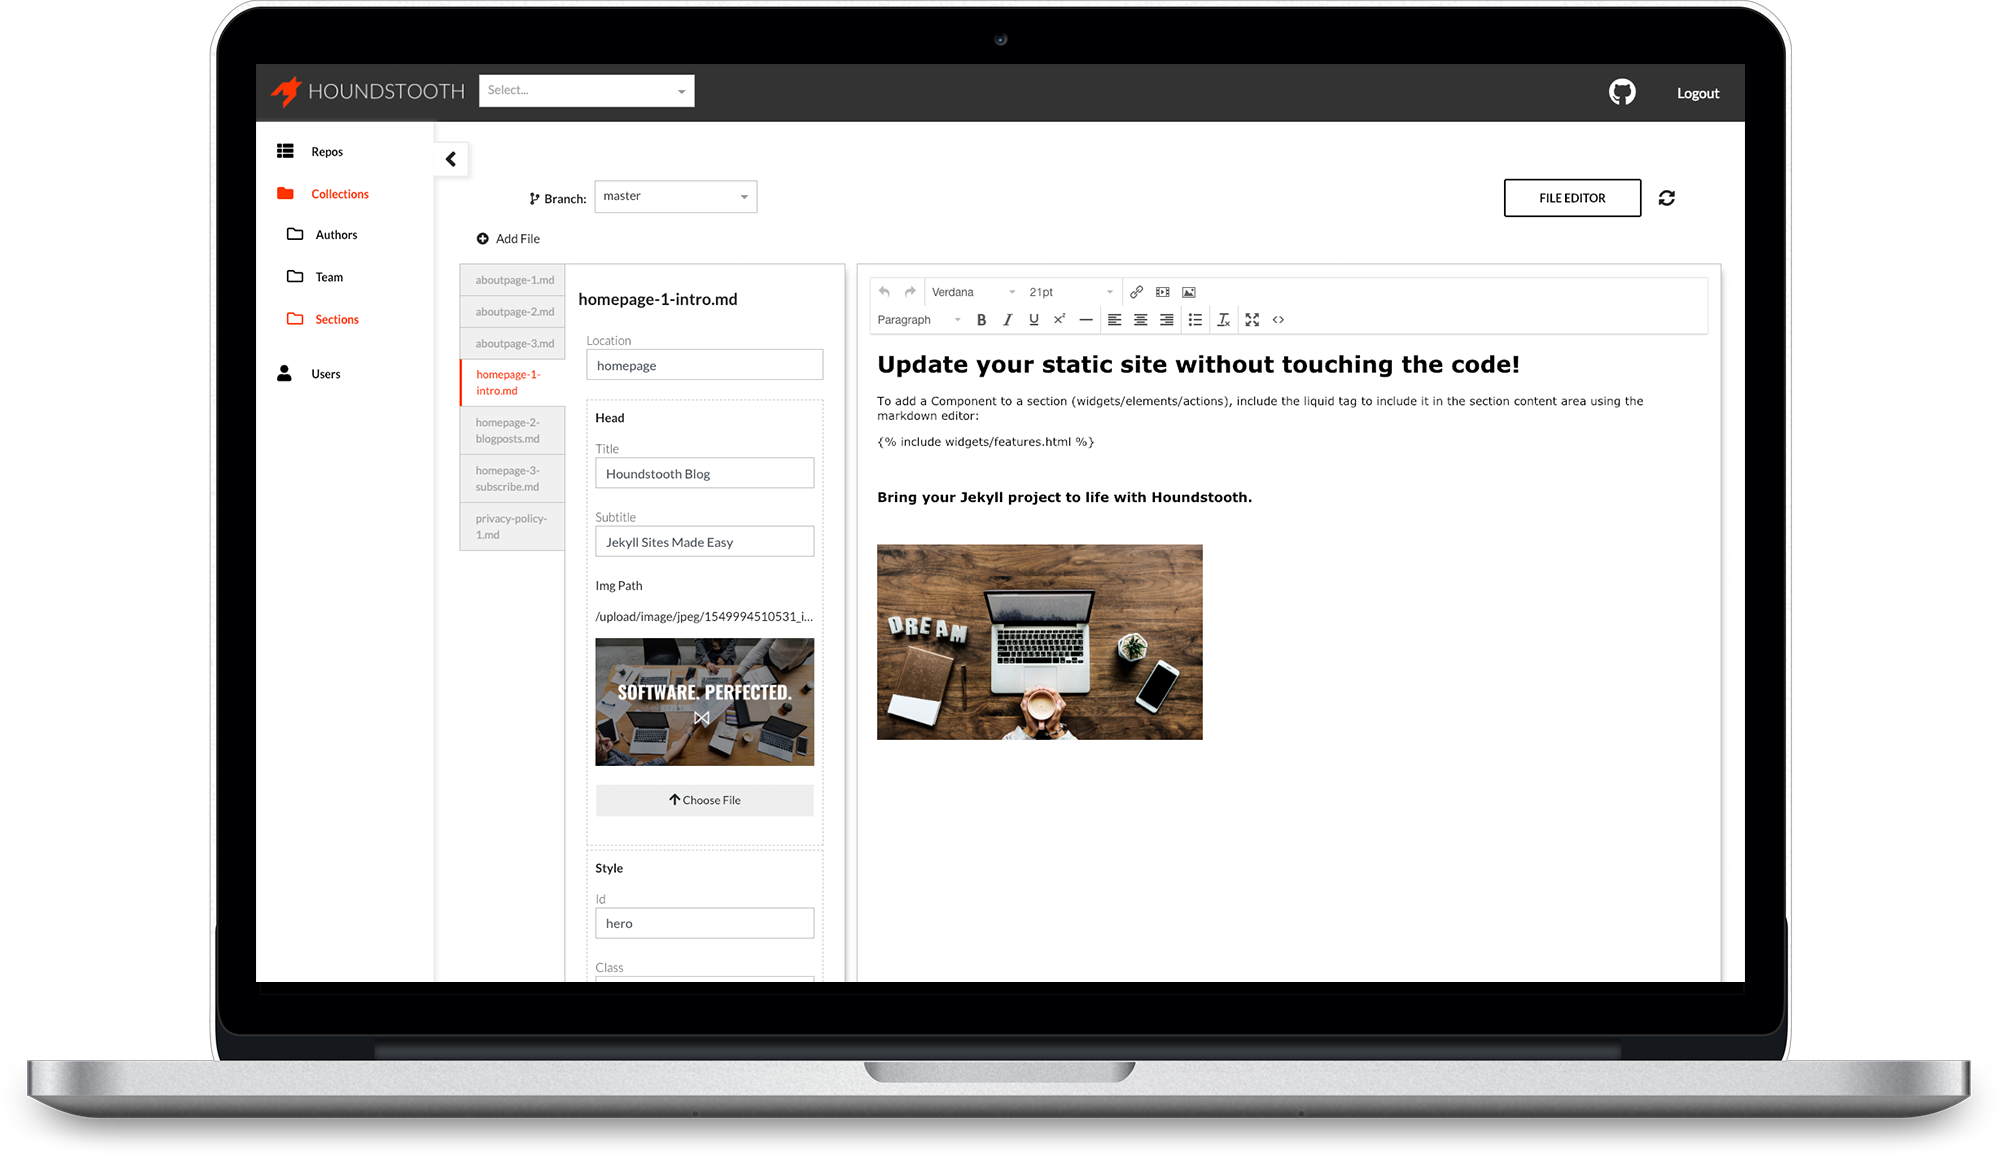 HOUNDSTOOTH
Select...
Logout
Repos
Collections
Authors
Team
Sections
Users
Branch:
master
FILE EDITOR
Add File
aboutpage-1.md
aboutpage-2.md
aboutpage-3.md
homepage-1-
intro.md
homepage-2-
blogposts.md
homepage-3-
subscribe.md
privacy-policy-
1.md
homepage-1-intro.md
Location
homepage
Head
Title
Houndstooth Blog
Subtitle
Jekyll Sites Made Easy
Img Path
/upload/image/jpeg/1549994510531_i...
SOFTWARE. PERFECTED.
Choose File
Style
Id
hero
Class
Verdana
21pt
Paragraph
B I U x²
Update your static site without touching the code!
To add a Component to a section (widgets/elements/actions), include the liquid tag to include it in the section content area using the
markdown editor:
{% include widgets/features.html %}
Bring your Jekyll project to life with Houndstooth.
DREAM